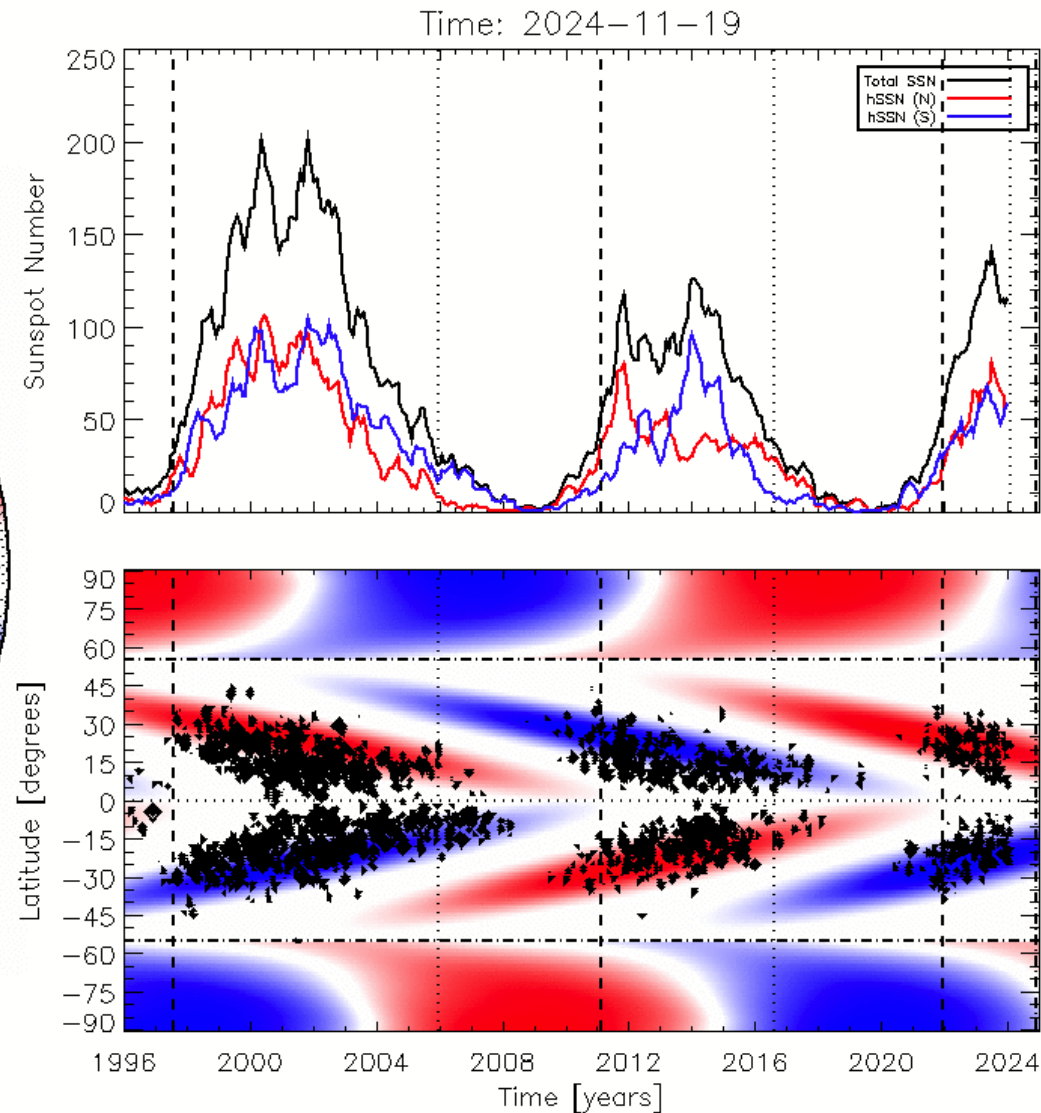 Time: 2024-11-19
250
200
150
100
50
0
Sunspot Number
Total SSN
hSSN (N)
hSSN (S)
90
75
60
45
30
15
0
-15
-30
-45
-60
-75
-90
Latitude [degrees]
1996 2000 2004 2008 2012 2016 2020 2024
Time [years]